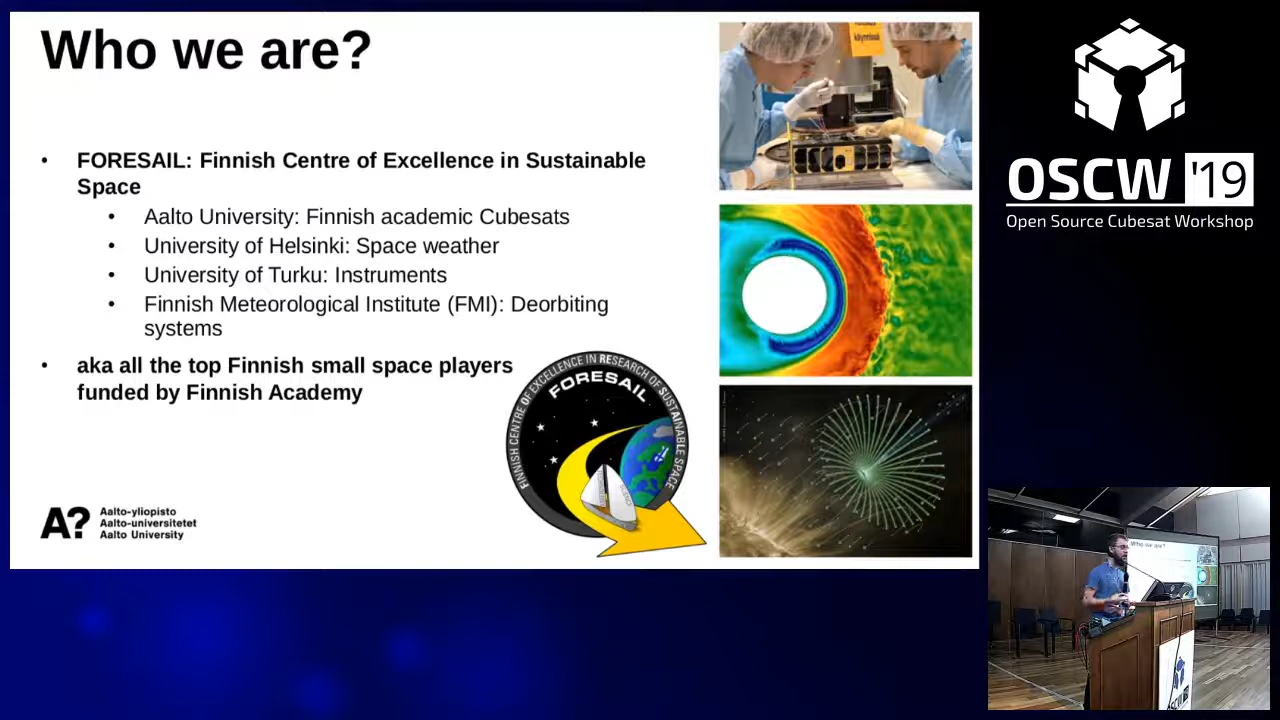 Who we are?
• FORESAIL: Finnish Centre of Excellence in Sustainable
Space
• Aalto University: Finnish academic Cubesats
• University of Helsinki: Space weather
• University of Turku: Instruments
• Finnish Meteorological Institute (FMI): Deorbiting
systems
• aka all the top Finnish small space players
funded by Finnish Academy
FINNISH CENTRE OF EXCELLENCE IN RESEARCH OF SUSTAINABLE SPACE
FORESAIL
A?
Aalto-yliopisto
Aalto-universitetet
Aalto University
OSCW '19
Open Source Cubesat Workshop
Who we are?